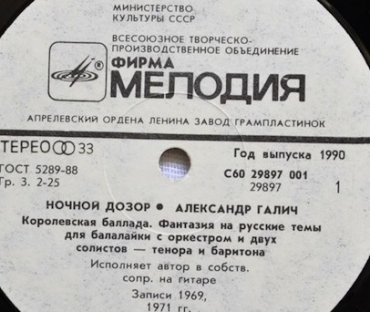 МИНИСТЕРСТВО
КУЛЬТУРЫ СССР
ВСЕСОЮЗНОЕ ТВОРЧЕСКО-
ПРОИЗВОДСТВЕННОЕ ОБЪЕДИНЕНИЕ
ФИРМА
МЕЛОДИЯ
АПРЕЛЕВСКИЙ ОРДЕНА ЛЕНИНА ЗАВОД ГРАМПЛАСТИНОК
ТЕРЕО 33
Год выпуска 1990
ГОСТ 5289-88
С60 29897 001
Гр. 3. 2-25
29897
1
НОЧНОЙ ДОЗОР • АЛЕКСАНДР ГАЛИЧ
Королевская баллада. Фантазия на русские темы
для балалайки с оркестром и двух
солистов — тенора и баритона
Исполняет автор в собств.
сопр. на гитаре
Записи 1969,
1971 гг.